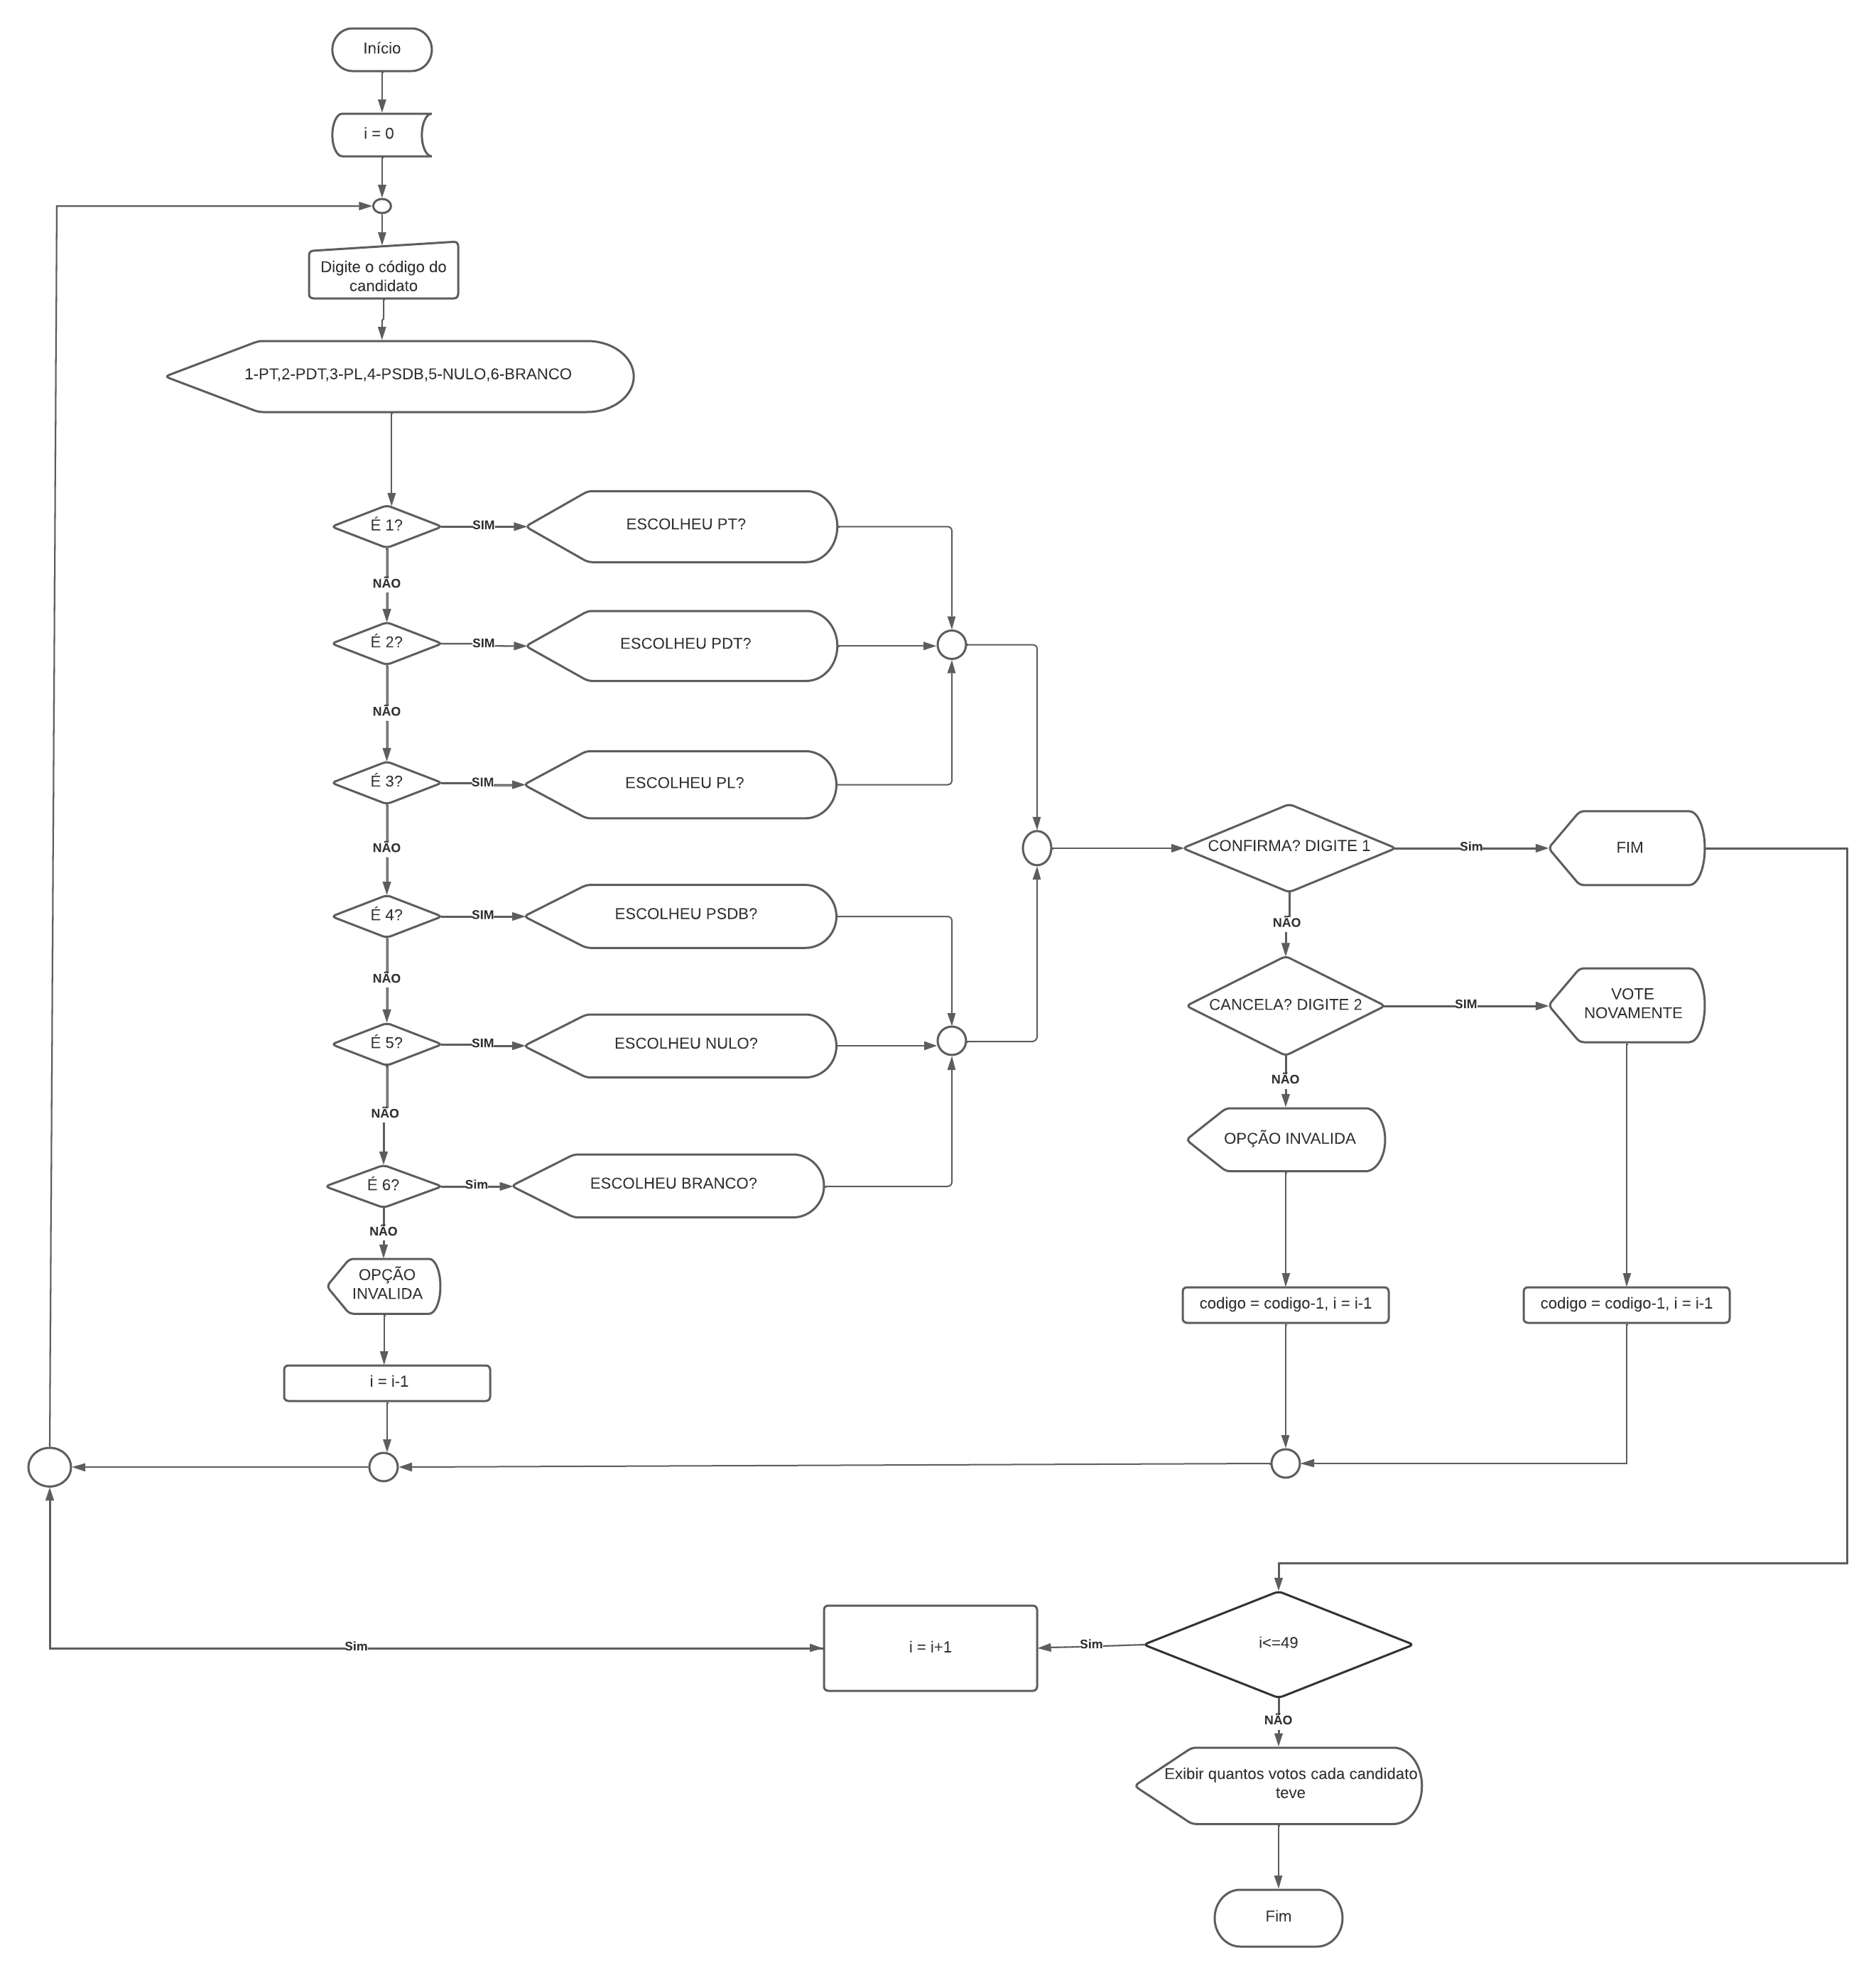 Início
i = 0
Digite o código do
candidato
1-PT,2-PDT,3-PL,4-PSDB,5-NULO,6-BRANCO
É 1?
SIM
ESCOLHEU PT?
NÃO
É 2?
SIM
ESCOLHEU PDT?
NÃO
É 3?
SIM
ESCOLHEU PL?
NÃO
É 4?
SIM
ESCOLHEU PSDB?
NÃO
É 5?
SIM
ESCOLHEU NULO?
NÃO
É 6?
Sim
ESCOLHEU BRANCO?
NÃO
OPÇÃO
INVALIDA
i = i-1
CONFIRMA? DIGITE 1
Sim
FIM
NÃO
CANCELA? DIGITE 2
SIM
VOTE
NOVAMENTE
NÃO
OPÇÃO INVALIDA
codigo = codigo-1, i = i-1
codigo = codigo-1, i = i-1
i<=49
Sim
i = i+1
Sim
NÃO
Exibir quantos votos cada candidato
teve
Fim